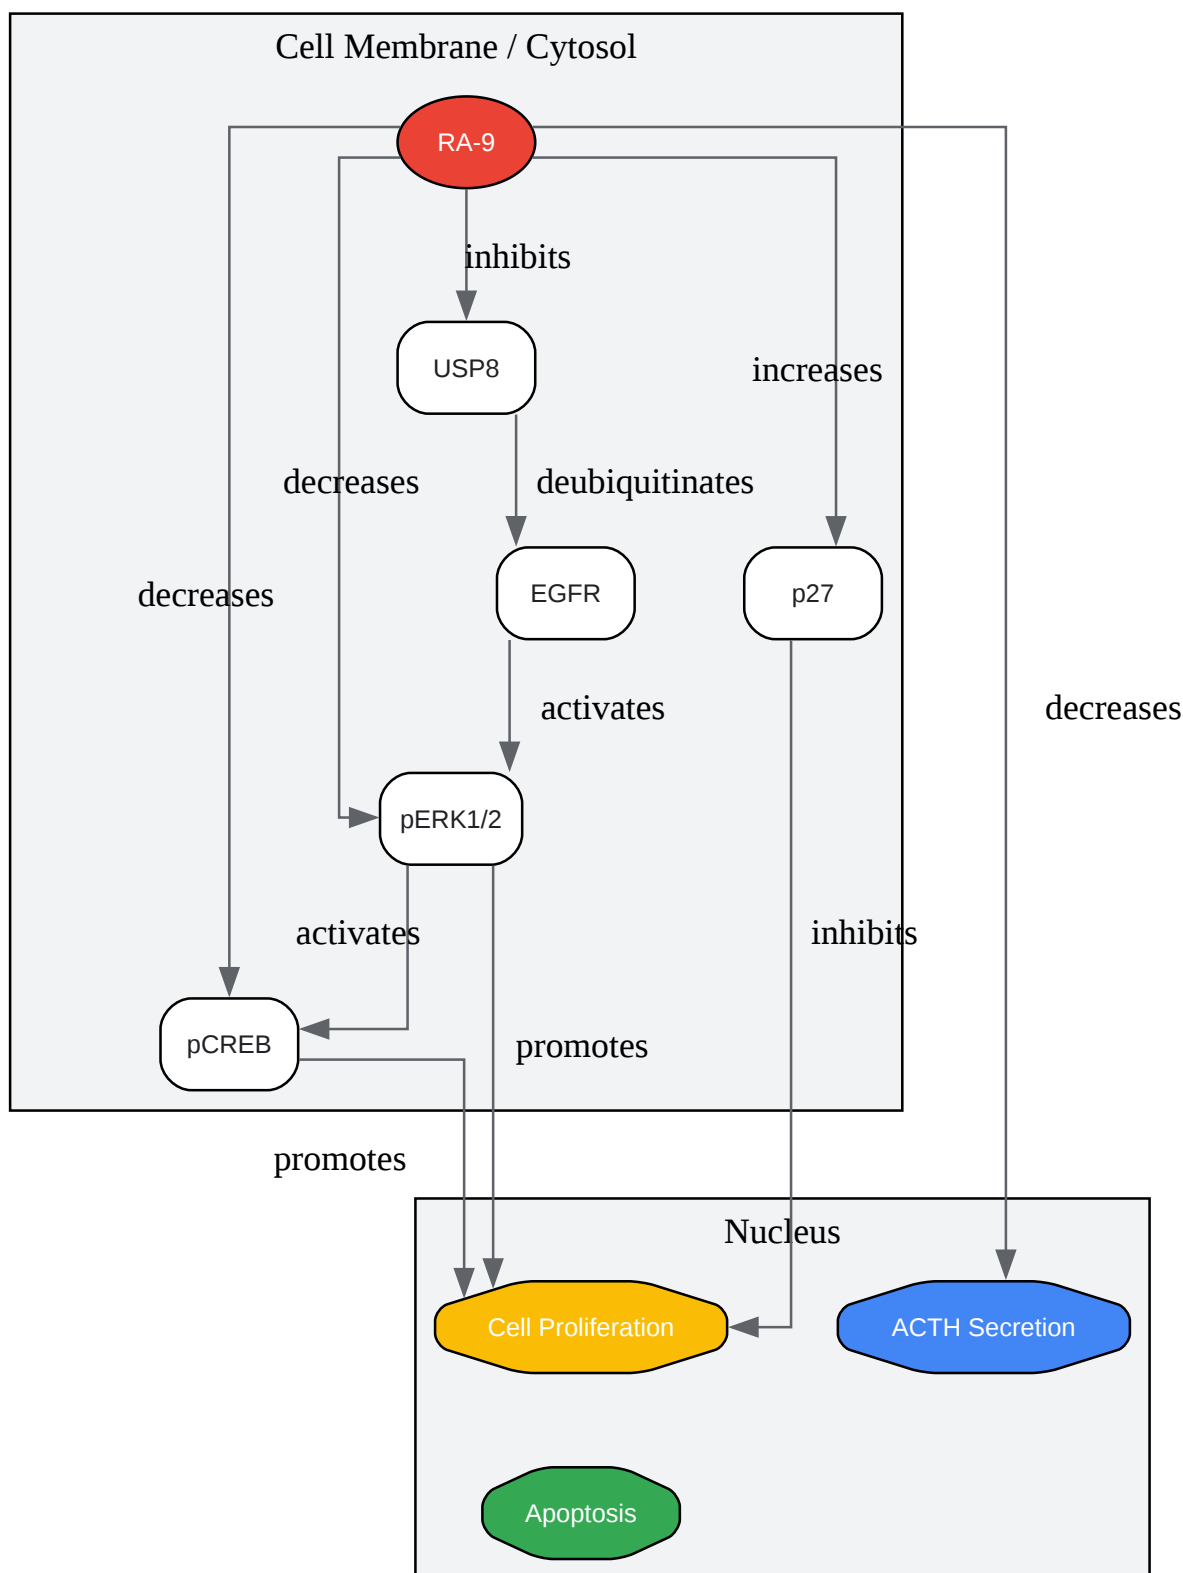 Cell Membrane / Cytosol
RA-9
inhibits
USP8
increases
decreases
deubiquitinates
decreases
EGFR
p27
activates
decreases
pERK1/2
activates
inhibits
pCREB
promotes
promotes
Nucleus
Cell Proliferation
ACTH Secretion
Apoptosis